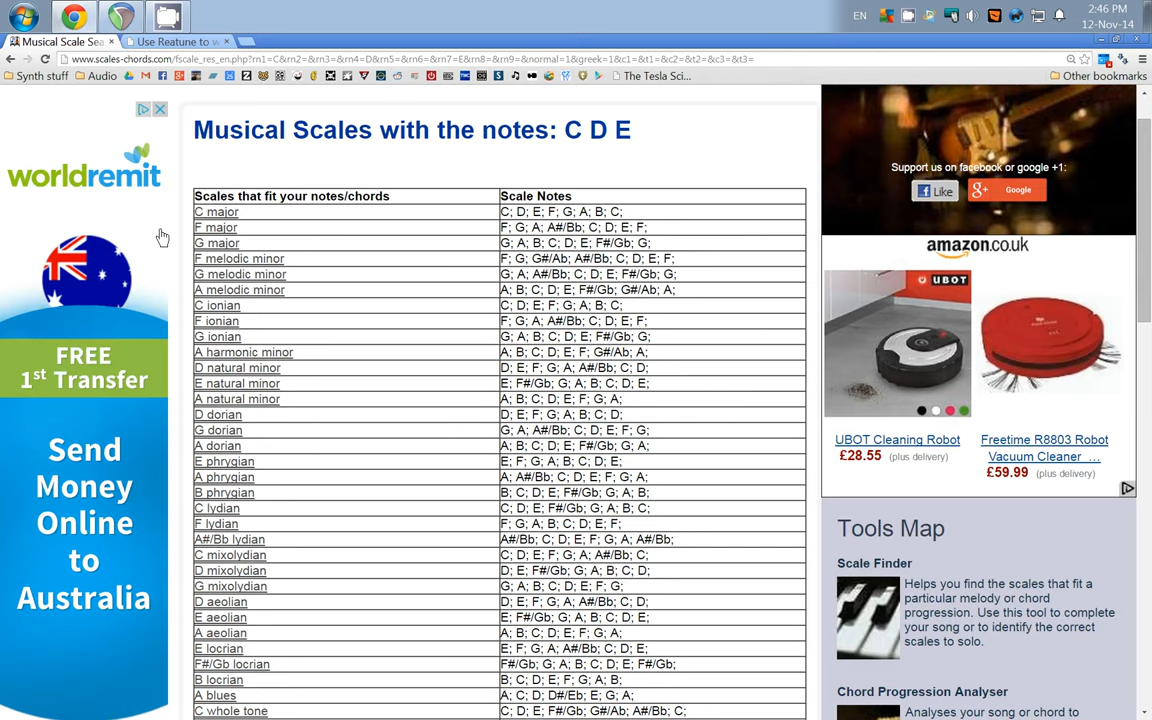 EN
2:46 PM
12-Nov-14
Musical Scale Sea
Use Reatune to w
www.scales-chords.com/fscale_res_en.php?rn1=C&rn2=&rn3=&rn4=D&rn5=&rn6=&rn7=E&rn8=&rn9=&normal=1&greek=1&c1=&t1=&c2=&t2=&c3=&t3=
Synth stuff
Audio
The Tesla Sci...
Other bookmarks
worldremit
FREE
1st Transfer
Send
Money
Online
to
Australia
Musical Scales with the notes: C D E
Scales that fit your notes/chords Scale Notes
C major C; D; E; F; G; A; B; C;
F major F; G; A; A#/Bb; C; D; E; F;
G major G; A; B; C; D; E; F#/Gb; G;
F melodic minor F; G; G#/Ab; A#/Bb; C; D; E; F;
G melodic minor G; A; A#/Bb; C; D; E; F#/Gb; G;
A melodic minor A; B; C; D; E; F#/Gb; G#/Ab; A;
C ionian C; D; E; F; G; A; B; C;
F ionian F; G; A; A#/Bb; C; D; E; F;
G ionian G; A; B; C; D; E; F#/Gb; G;
A harmonic minor A; B; C; D; E; F; G#/Ab; A;
D natural minor D; E; F; G; A; A#/Bb; C; D;
E natural minor E; F#/Gb; G; A; B; C; D; E;
A natural minor A; B; C; D; E; F; G; A;
D dorian D; E; F; G; A; B; C; D;
G dorian G; A; A#/Bb; C; D; E; F; G;
A dorian A; B; C; D; E; F#/Gb; G; A;
E phrygian E; F; G; A; B; C; D; E;
A phrygian A; A#/Bb; C; D; E; F; G; A;
B phrygian B; C; D; E; F#/Gb; G; A; B;
C lydian C; D; E; F#/Gb; G; A; B; C;
F lydian F; G; A; B; C; D; E; F;
A#/Bb lydian A#/Bb; C; D; E; F; G; A; A#/Bb;
C mixolydian C; D; E; F; G; A; A#/Bb; C;
D mixolydian D; E; F#/Gb; G; A; B; C; D;
G mixolydian G; A; B; C; D; E; F; G;
D aeolian D; E; F; G; A; A#/Bb; C; D;
E aeolian E; F#/Gb; G; A; B; C; D; E;
A aeolian A; B; C; D; E; F; G; A;
E locrian E; F; G; A; A#/Bb; C; D; E;
F#/Gb locrian F#/Gb; G; A; B; C; D; E; F#/Gb;
B locrian B; C; D; E; F; G; A; B;
A blues A; C; D; D#/Eb; E; G; A;
C whole tone C; D; E; F#/Gb; G#/Ab; A#/Bb; C;
Support us on facebook or google +1:
Like
Google
amazon.co.uk
UBOT
UBOT Cleaning Robot
£28.55 (plus delivery)
Freetime R8803 Robot
Vacuum Cleaner ...
£59.99 (plus delivery)
Tools Map
Scale Finder
Helps you find the scales that fit a
particular melody or chord
progression. Use this tool to complete
your song or to identify the correct
scales to solo.
Chord Progression Analyser
Analyses your song or chord to